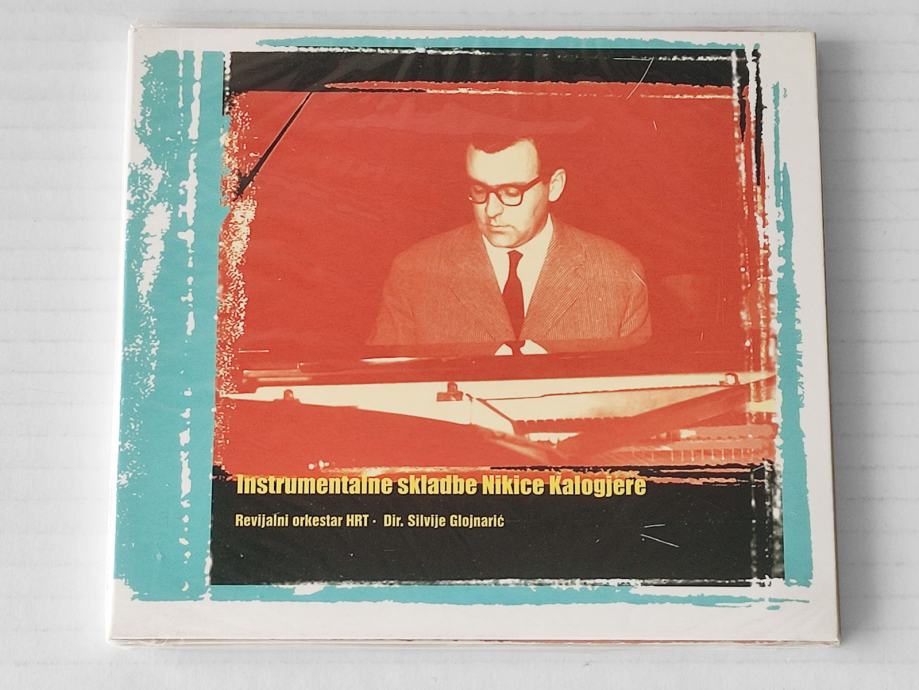 Instrumentalne skladbe Nikice Kalogjere
Revijalni orkestar HRT · Dir. Silvije Glojnarić